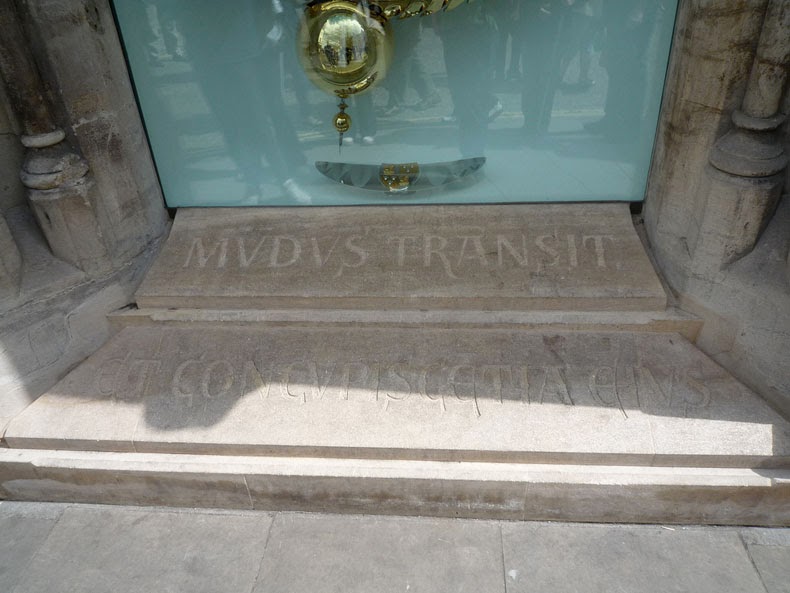 MVDVS TRANSIT
ET CONCVPISCETIA EIVS